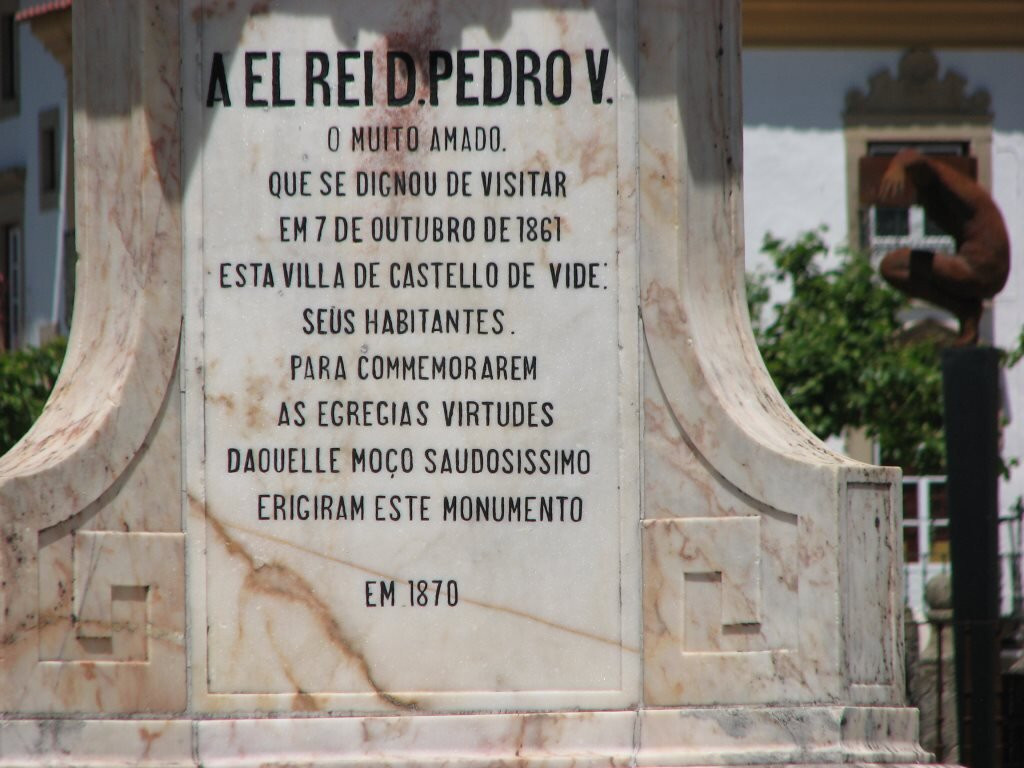 A EL REI D. PEDRO V.
O MUITO AMADO.
QUE SE DIGNOU DE VISITAR
EM 7 DE OUTUBRO DE 1861
ESTA VILLA DE CASTELLO DE VIDE:
SEUS HABITANTES.
PARA COMMEMORAREM
AS EGREGIAS VIRTUDES
DAQUELLE MOÇO SAUDOSISSIMO
ERIGIRAM ESTE MONUMENTO
EM 1870